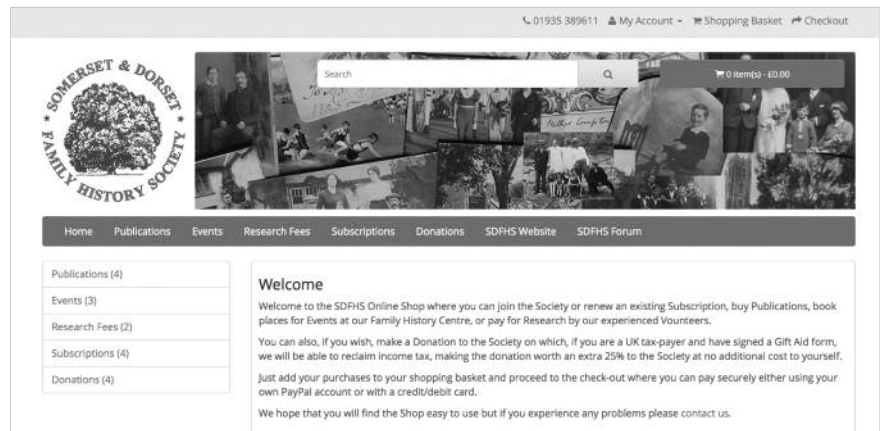 01935 389611 My Account Shopping Basket Checkout
SOMERSET & DORSET
FAMILY HISTORY SOCIETY
Search
0 item(s) - £0.00
Home Publications Events Research Fees Subscriptions Donations SDFHS Website SDFHS Forum
Publications (4)
Events (3)
Research Fees (2)
Subscriptions (4)
Donations (4)
Welcome
Welcome to the SDFHS Online Shop where you can join the Society or renew an existing Subscription, buy Publications, book
places for Events at our Family History Centre, or pay for Research by our experienced Vounteers.
You can also, if you wish, make a Donation to the Society on which, if you are a UK tax-payer and have signed a Gift Aid form,
we will be able to reclaim income tax, making the donation worth an extra 25% to the Society at no additional cost to yourself.
Just add your purchases to your shopping basket and proceed to the check-out where you can pay securely either using your
own PayPal account or with a credit/debit card.
We hope that you will find the Shop easy to use but if you experience any problems please contact us.